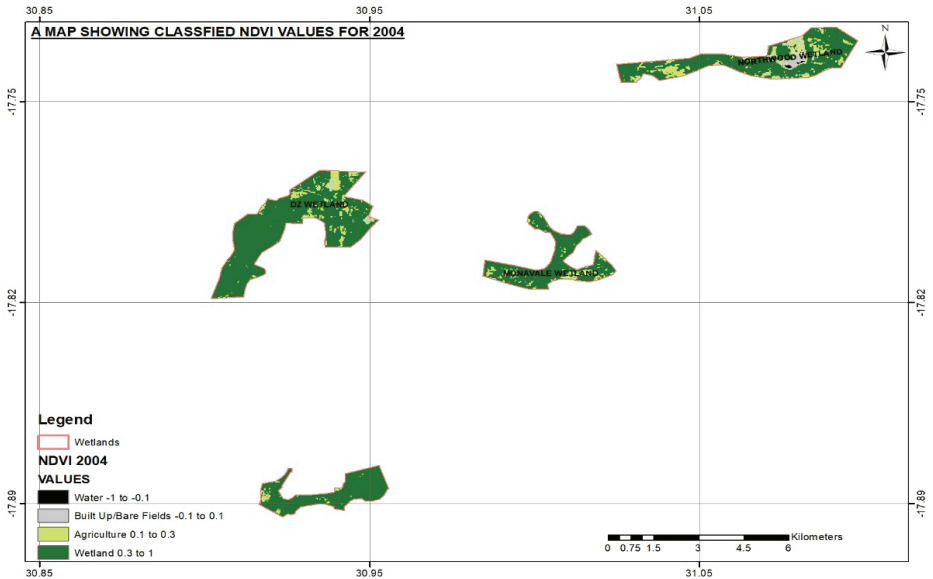 30.85 30.95 31.05
A MAP SHOWING CLASSFIED NDVI VALUES FOR 2004
N
NORTHWOOD WETLAND
-17.75 -17.75
DZ WETLAND
MONAVALE WETLAND
-17.82 -17.82
Legend
Wetlands
NDVI 2004
VALUES
Water -1 to -0.1
Built Up/Bare Fields -0.1 to 0.1
Agriculture 0.1 to 0.3
Wetland 0.3 to 1
-17.89 -17.89
Kilometers
0 0.75 1.5 3 4.5 6
30.85 30.95 31.05